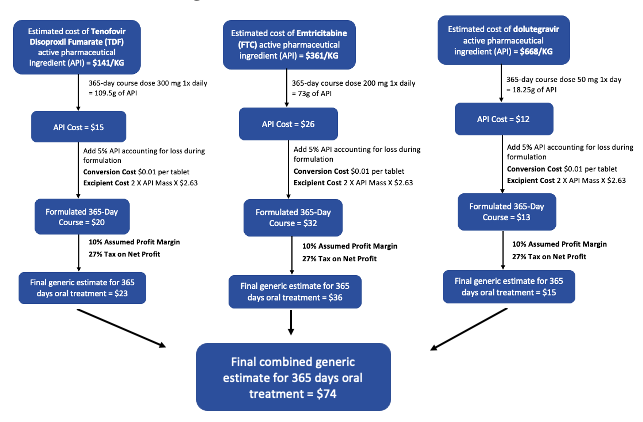 Estimated cost of Tenofovir
Disoproxil Fumarate (TDF)
active pharmaceutical
ingredient (API) = $141/KG
365-day course dose 300 mg 1x daily
= 109.5g of API
API Cost = $15
Add 5% API accounting for loss during
formulation
Conversion Cost $0.01 per tablet
Excipient Cost 2 X API Mass X $2.63
Formulated 365-Day
Course = $20
10% Assumed Profit Margin
27% Tax on Net Profit
Final generic estimate for 365
days oral treatment = $23
Estimated cost of Emtricitabine
(FTC) active pharmaceutical
ingredient (API) = $361/KG
365-day course dose 200 mg 1x daily
= 73g of API
API Cost = $26
Add 5% API accounting for loss during
formulation
Conversion Cost $0.01 per tablet
Excipient Cost 2 X API Mass X $2.63
Formulated 365-Day
Course = $32
10% Assumed Profit Margin
27% Tax on Net Profit
Final generic estimate for 365
days oral treatment = $36
Estimated cost of dolutegravir
active pharmaceutical
ingredient (API) = $668/KG
365-day course dose 50 mg 1x day
= 18.25g of API
API Cost = $12
Add 5% API accounting for loss during
formulation
Conversion Cost $0.01 per tablet
Excipient Cost 2 X API Mass X $2.63
Formulated 365-Day
Course = $13
10% Assumed Profit Margin
27% Tax on Net Profit
Final generic estimate for 365
days oral treatment = $15
Final combined generic
estimate for 365 days oral
treatment = $74